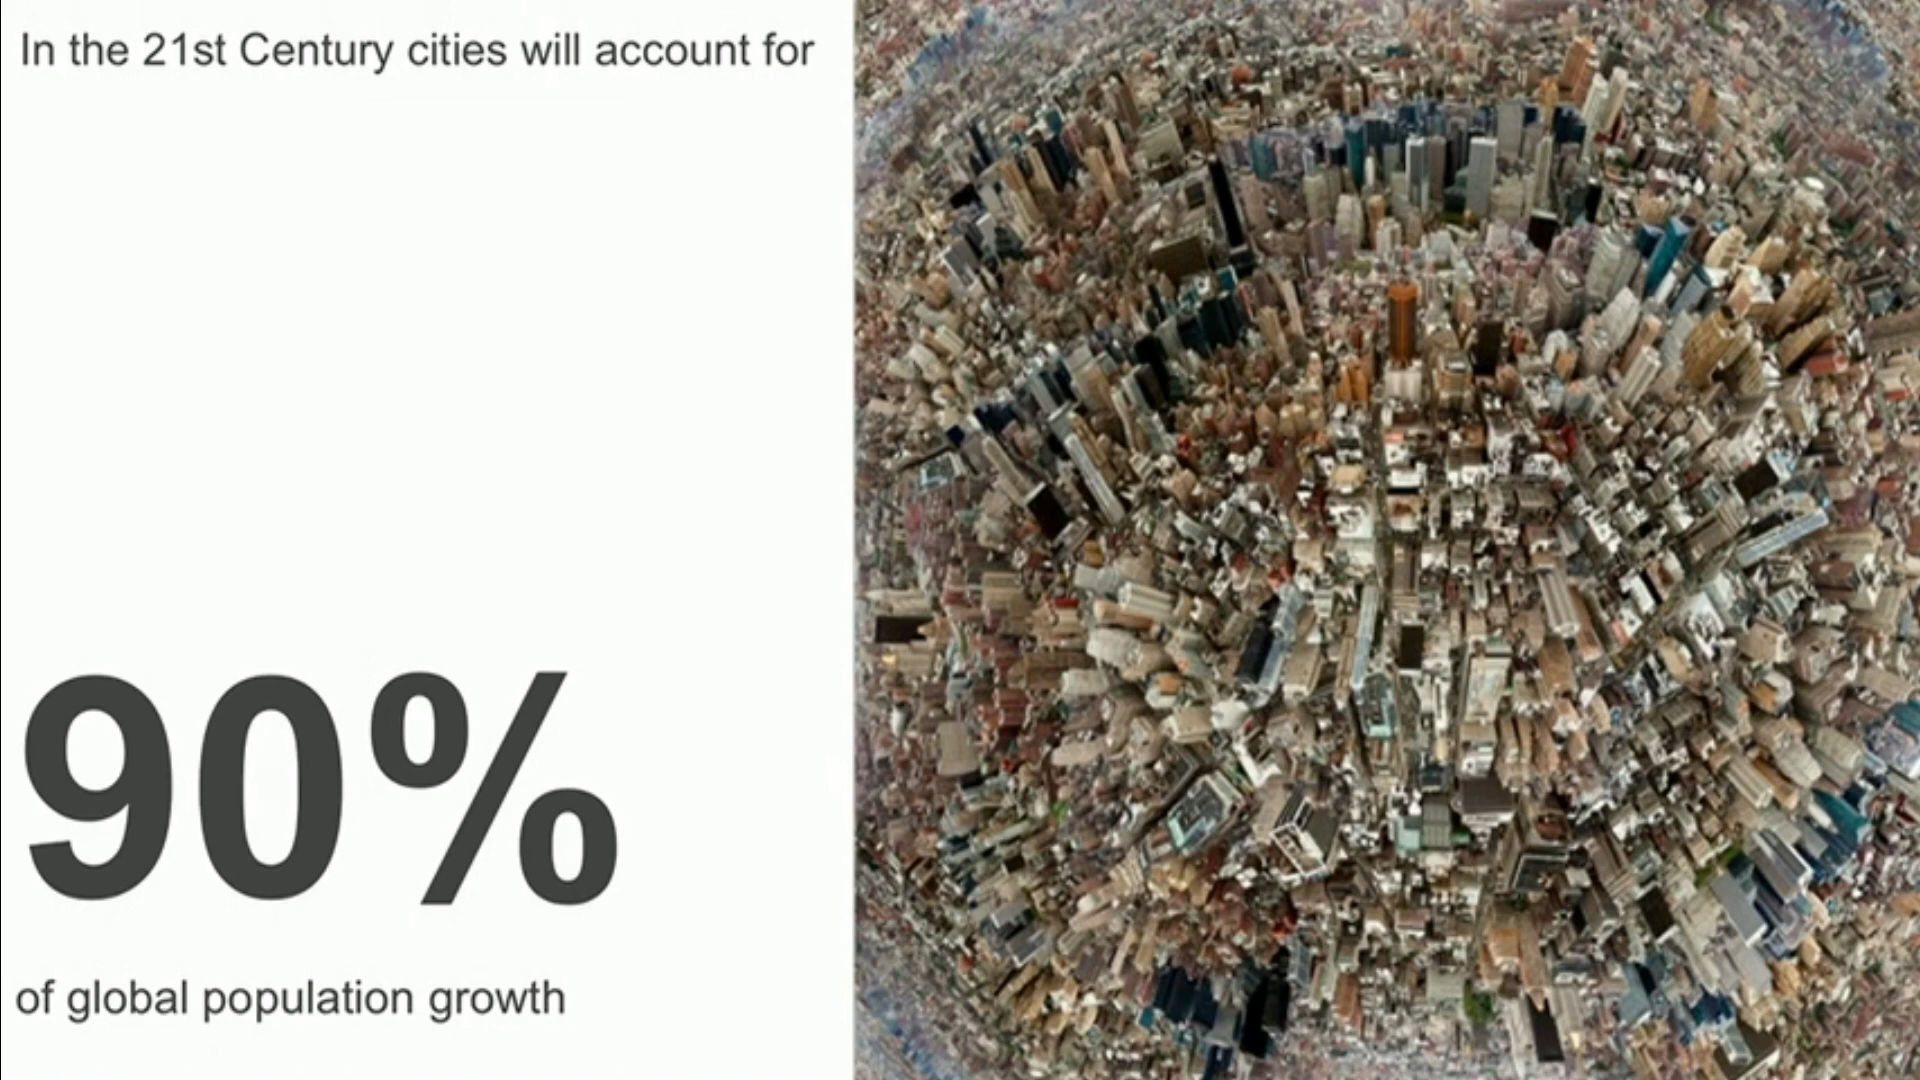 In the 21st Century cities will account for
90%
of global population growth